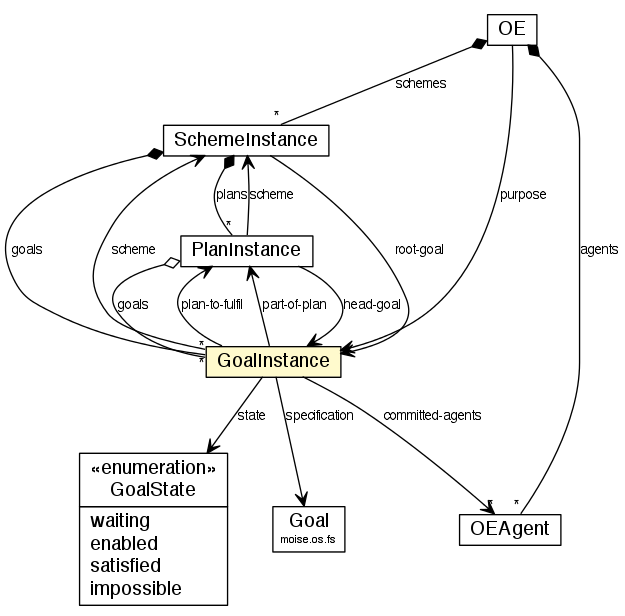 OE
schemes
*
SchemeInstance
plans
scheme
purpose
*
goals
scheme
root-goal
agents
PlanInstance
goals
plan-to-fulfil
part-of-plan
head-goal
*
*
GoalInstance
state
specification
committed-agents
«enumeration»
GoalState
waiting
enabled
satisfied
impossible
Goal
moise.os.fs
*
*
OEAgent